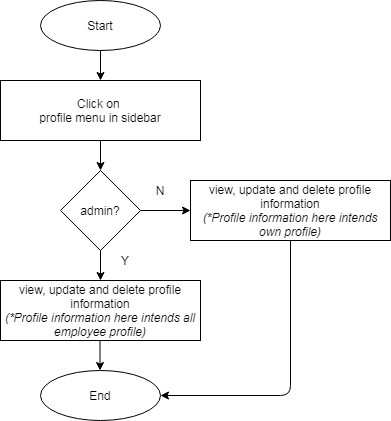 Start
Click on
profile menu in sidebar
admin?
N
view, update and delete profile
information
(*Profile information here intends
own profile)
Y
view, update and delete profile
information
(*Profile information here intends all
employee profile)
End